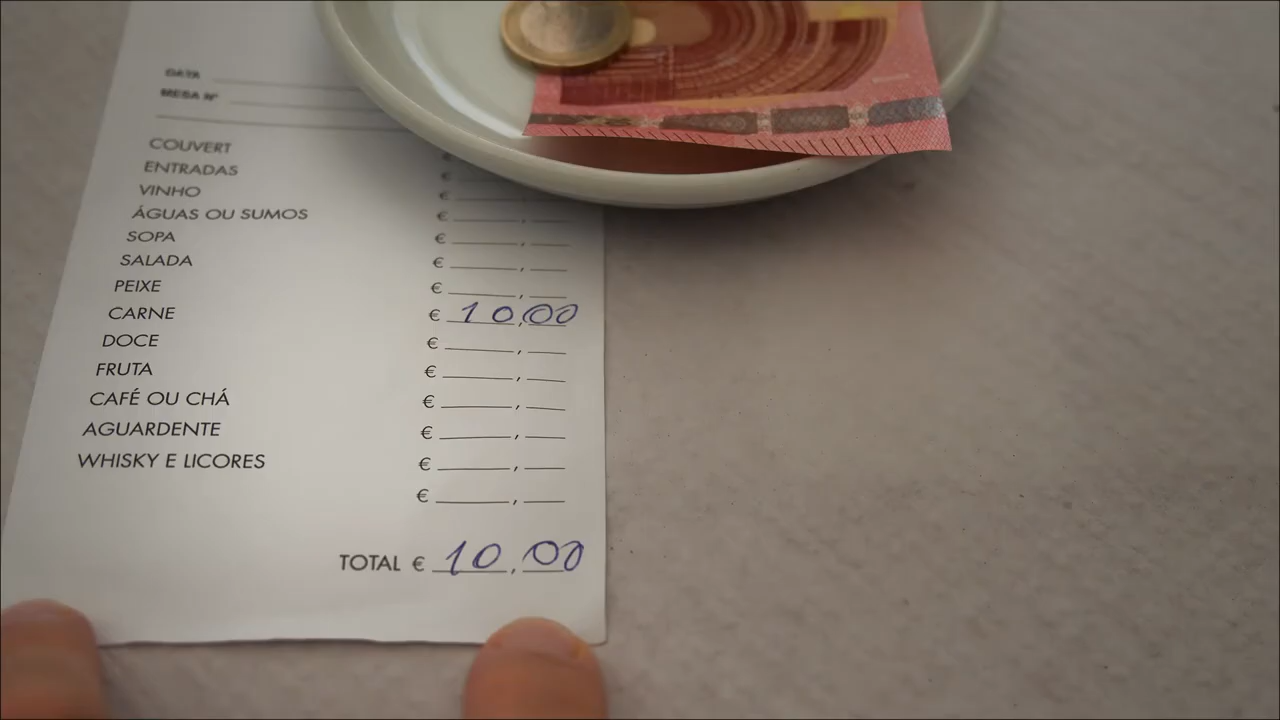 DATA
MESA Nº
COUVERT €
ENTRADAS €
VINHO € ,
ÁGUAS OU SUMOS € ,
SOPA € ,
SALADA € ,
PEIXE € ,
CARNE € 10,00
DOCE € ,
FRUTA € ,
CAFÉ OU CHÁ € ,
AGUARDENTE € ,
WHISKY E LICORES € ,
€ ,
TOTAL € 10,00